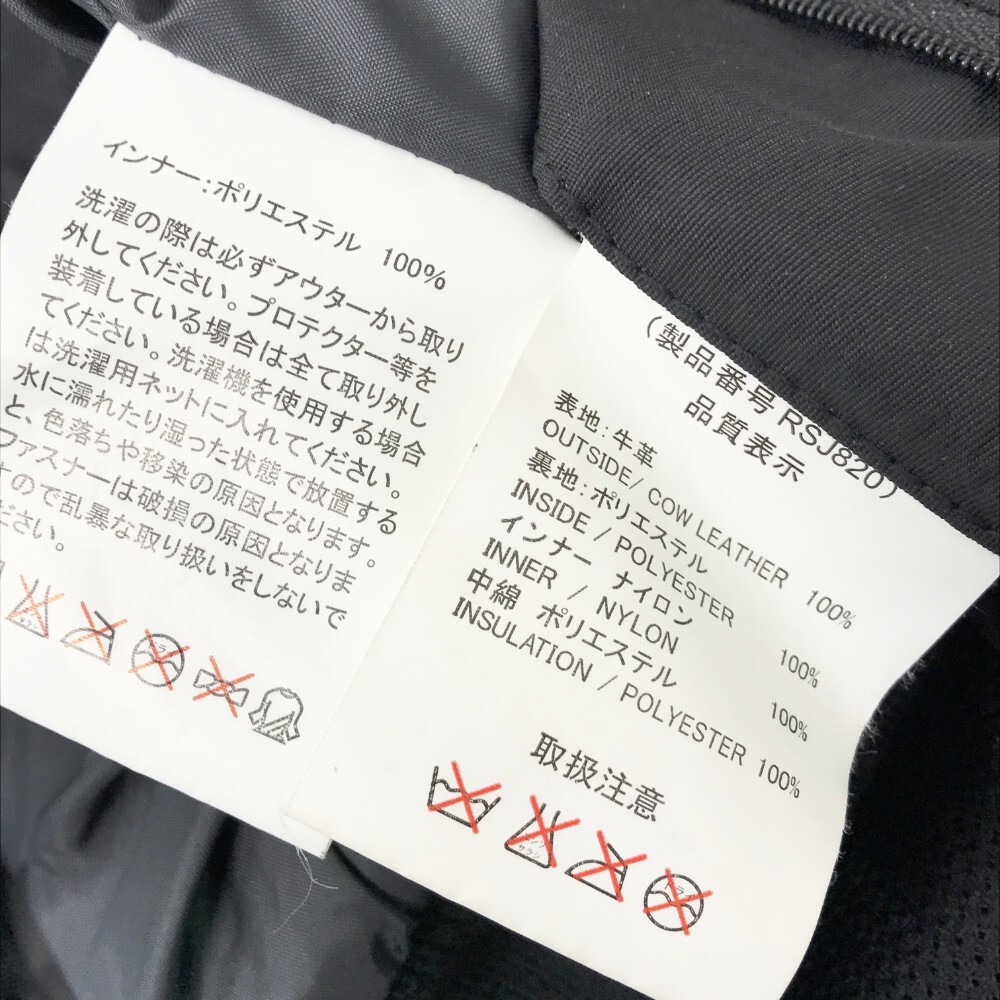 インナー：ポリエステル 100%
洗濯の際は必ずアウターから取り
外してください。プロテクター等を
装着している場合は全て取り外し
てください。洗濯機を使用する場合
は洗濯用ネットに入れてください。
水に濡れたり湿った状態で放置する
と、色落ちや移染の原因となります。
ファスナーは破損の原因となりま
すので乱暴な取り扱いをしないで
ください。
(製品番号 RSJ820)
品質表示
表地：牛革
OUTSIDE/ COW LEATHER 100%
裏地：ポリエステル
INSIDE / POLYESTER 100%
インナー ナイロン
INNER / NYLON 100%
中綿 ポリエステル
INSULATION / POLYESTER 100%
取扱注意